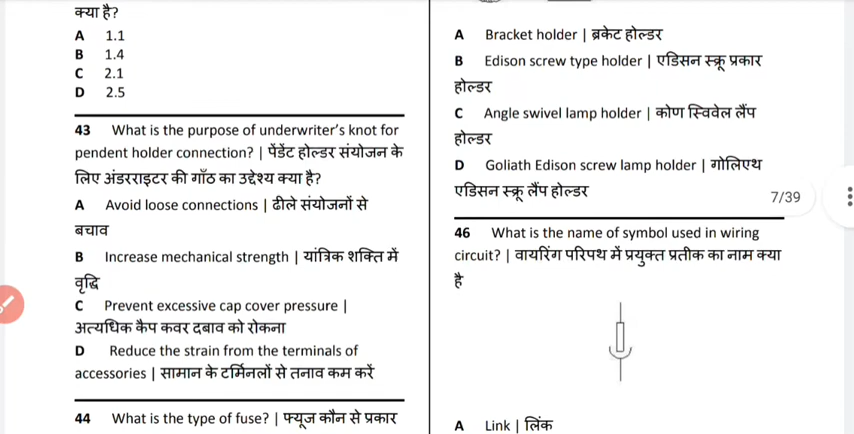 क्या है?
A 1.1
B 1.4
C 2.1
D 2.5
43 What is the purpose of underwriter’s knot for
pendent holder connection? | पेंडेंट होल्डर संयोजन के
लिए अंडरराइटर की गाँठ का उद्देश्य क्या है?
A Avoid loose connections | ढीले संयोजनों से
बचाव
B Increase mechanical strength | यांत्रिक शक्ति में
वृद्धि
C Prevent excessive cap cover pressure |
अत्यधिक कैप कवर दबाव को रोकना
D Reduce the strain from the terminals of
accessories | सामान के टर्मिनलों से तनाव कम करें
44 What is the type of fuse? | फ्यूज कौन से प्रकार
A Bracket holder | ब्रकेट होल्डर
B Edison screw type holder | एडिसन स्क्रू प्रकार
होल्डर
C Angle swivel lamp holder | कोण स्विवेल लैंप
होल्डर
D Goliath Edison screw lamp holder | गोलिएथ
एडिसन स्क्रू लैंप होल्डर
7/39
46 What is the name of symbol used in wiring
circuit? | वायरिंग परिपथ में प्रयुक्त प्रतीक का नाम क्या
है
A Link | लिंक